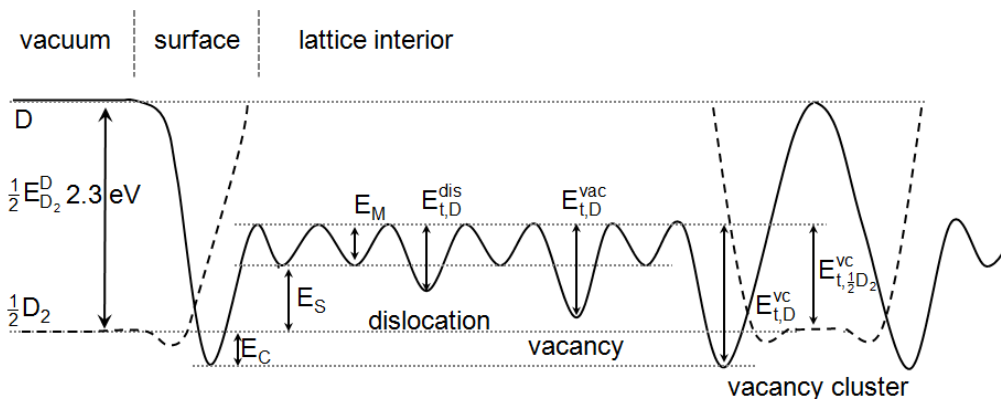 vacuum surface lattice interior
D
½E^D_D₂ 2.3 eV
E_M E^dis_t,D E^vac_t,D
E_S E^vc_t,D E^vc_t,½D₂
½D₂
dislocation
E_C vacancy
vacancy cluster